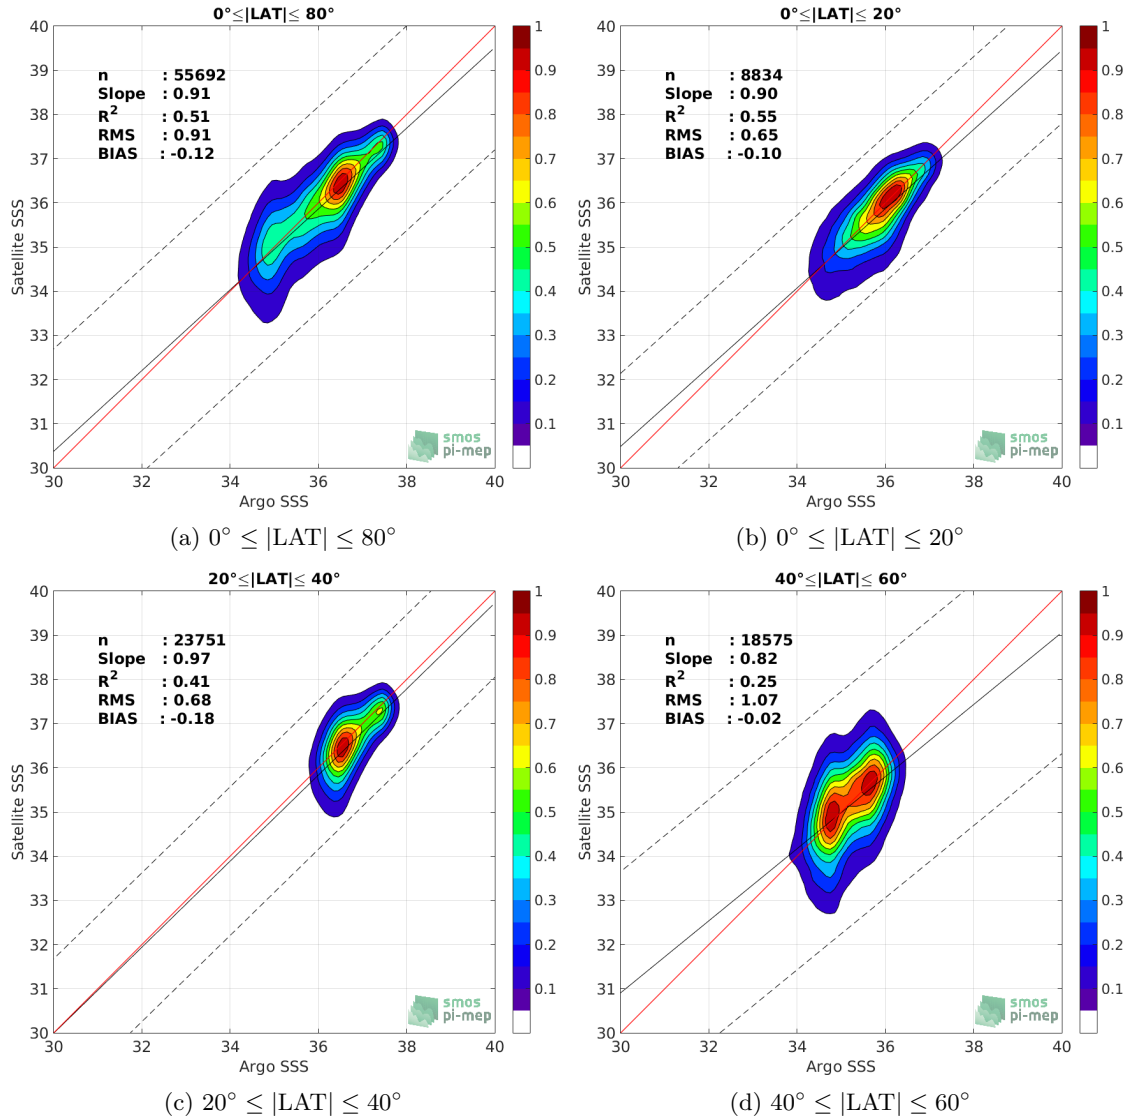 0°≤|LAT|≤ 80°
n : 55692
Slope : 0.91
R² : 0.51
RMS : 0.91
BIAS : -0.12
Satellite SSS
40
39
38
37
36
35
34
33
32
31
30
30 32 34 36 38 40
Argo SSS
1
0.9
0.8
0.7
0.6
0.5
0.4
0.3
0.2
0.1
smos
pi-mep
(a) 0° ≤ |LAT| ≤ 80°
0°≤|LAT|≤ 20°
n : 8834
Slope : 0.90
R² : 0.55
RMS : 0.65
BIAS : -0.10
Satellite SSS
40
39
38
37
36
35
34
33
32
31
30
30 32 34 36 38 40
Argo SSS
1
0.9
0.8
0.7
0.6
0.5
0.4
0.3
0.2
0.1
smos
pi-mep
(b) 0° ≤ |LAT| ≤ 20°
20°≤|LAT|≤ 40°
n : 23751
Slope : 0.97
R² : 0.41
RMS : 0.68
BIAS : -0.18
Satellite SSS
40
39
38
37
36
35
34
33
32
31
30
30 32 34 36 38 40
Argo SSS
1
0.9
0.8
0.7
0.6
0.5
0.4
0.3
0.2
0.1
smos
pi-mep
(c) 20° ≤ |LAT| ≤ 40°
40°≤|LAT|≤ 60°
n : 18575
Slope : 0.82
R² : 0.25
RMS : 1.07
BIAS : -0.02
Satellite SSS
40
39
38
37
36
35
34
33
32
31
30
30 32 34 36 38 40
Argo SSS
1
0.9
0.8
0.7
0.6
0.5
0.4
0.3
0.2
0.1
smos
pi-mep
(d) 40° ≤ |LAT| ≤ 60°